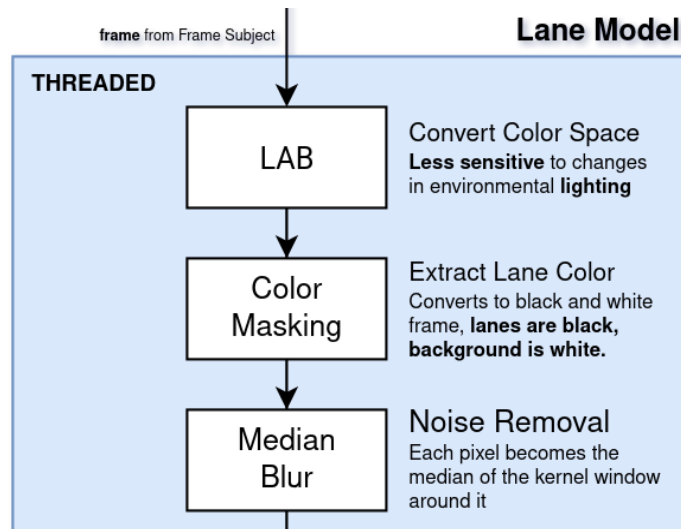 frame from Frame Subject
Lane Model
THREADED
LAB
Convert Color Space
Less sensitive to changes
in environmental lighting
Color
Masking
Extract Lane Color
Converts to black and white
frame, lanes are black,
background is white.
Median
Blur
Noise Removal
Each pixel becomes the
median of the kernel window
around it